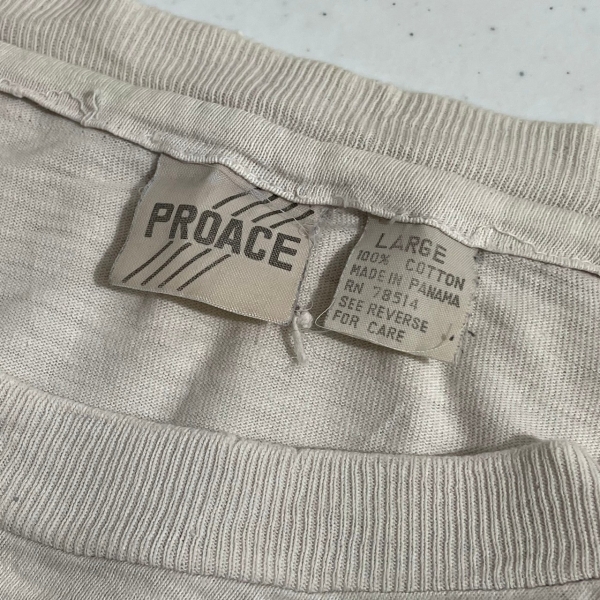 PROACE
LARGE
100% COTTON
MADE IN PANAMA
RN 78514
SEE REVERSE
FOR CARE